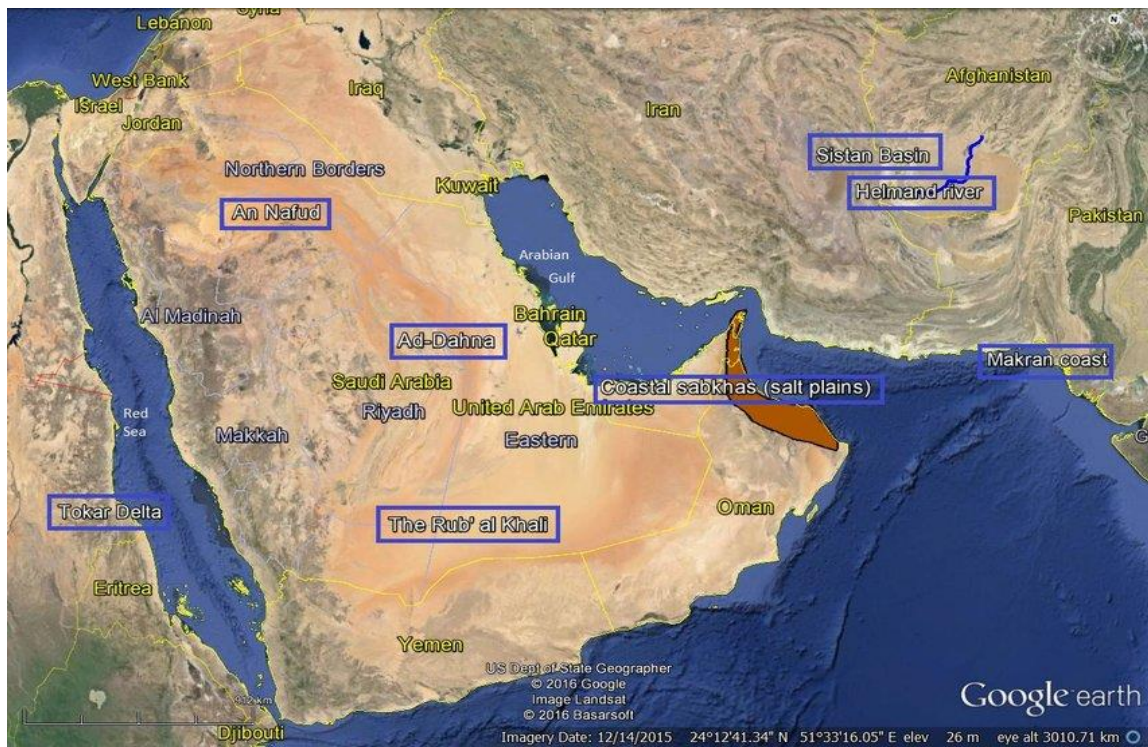 Syria
Lebanon
West Bank
Israel
Jordan
Iraq
Iran
Afghanistan
Sistan Basin
Helmand river
Northern Borders
Kuwait
An Nafud
Pakistan
Arabian
Gulf
Al Madinah
Bahrain
Qatar
Ad-Dahna
Makran coast
Saudi Arabia
Coastal sabkhas (salt plains)
Riyadh
United Arab Emirates
Red
Sea
Makkah
Eastern
Tokar Delta
The Rub' al Khali
Oman
Eritrea
Yemen
US Dept of State Geographer
© 2016 Google
Image Landsat
© 2016 Basarsoft
Google earth
912 km
Djibouti
Imagery Date: 12/14/2015 24°12'41.34" N 51°33'16.05" E elev 26 m eye alt 3010.71 km